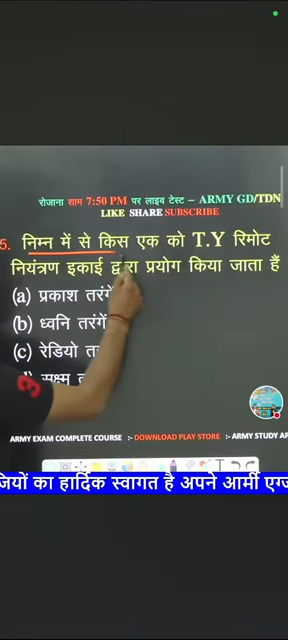 रोजाना शाम 7:50 PM पर लाइव टेस्ट – ARMY GD/TDN
LIKE SHARE SUBSCRIBE
5. निम्न में से किस एक को T.Y रिमोट
नियंत्रण इकाई द्वारा प्रयोग किया जाता हैं
(a) प्रकाश तरंगें
(b) ध्वनि तरंगें
(c) रेडियो
ARMY EXAM COMPLETE COURSE :- DOWNLOAD PLAY STORE :- ARMY STUDY
का हार्दिक स्वागत है अपने आर्मी